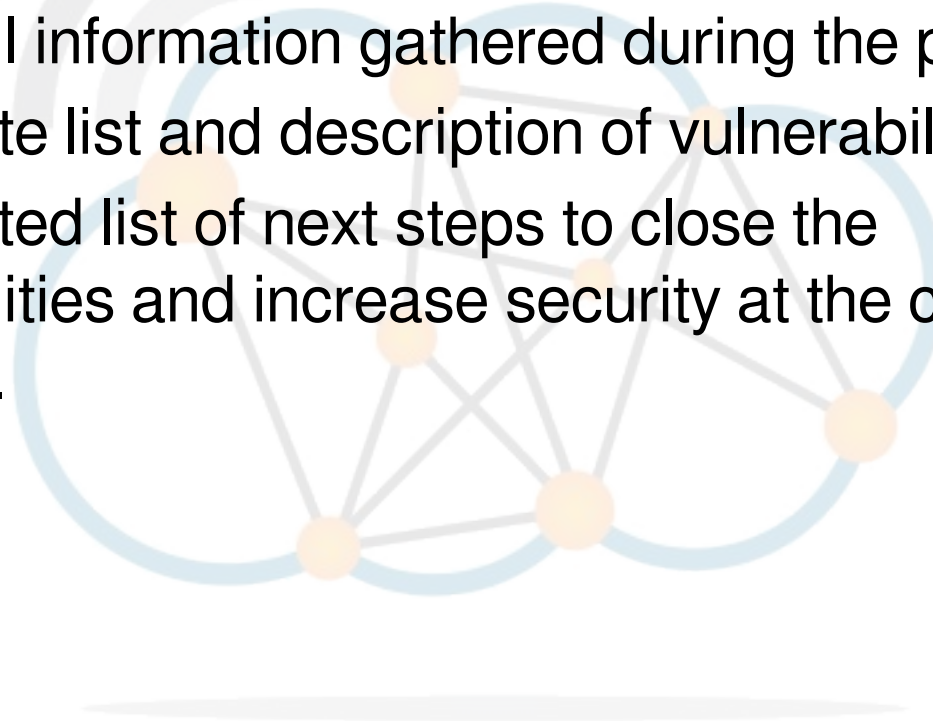 l information gathered during the p
te list and description of vulnerabil
ted list of next steps to close the
ities and increase security at the c
.